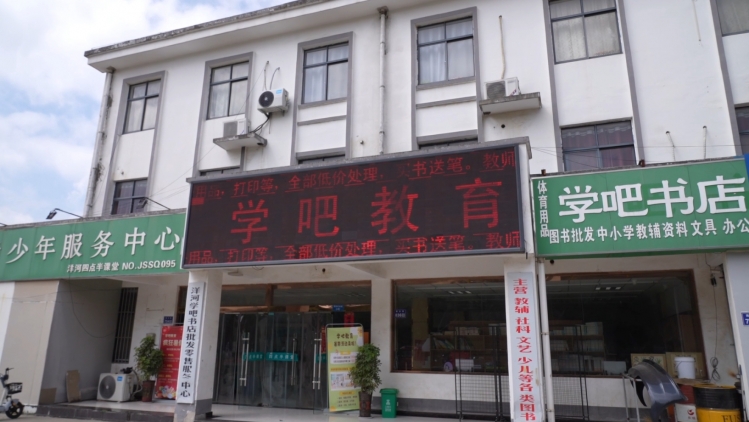 用品、打印等，全部低价处理，买书送笔、教师
学吧教育
用品、打印等，全部低价处理，买书送笔、教师
少年服务中心
洋河四点半课堂 NO.JSSQ095
体育用品
学吧书店
图书批发 中小学教辅资料 文具 办公
洋河学吧书店批发零售服务中心
主营教辅 社科 文艺 少儿等各类图书